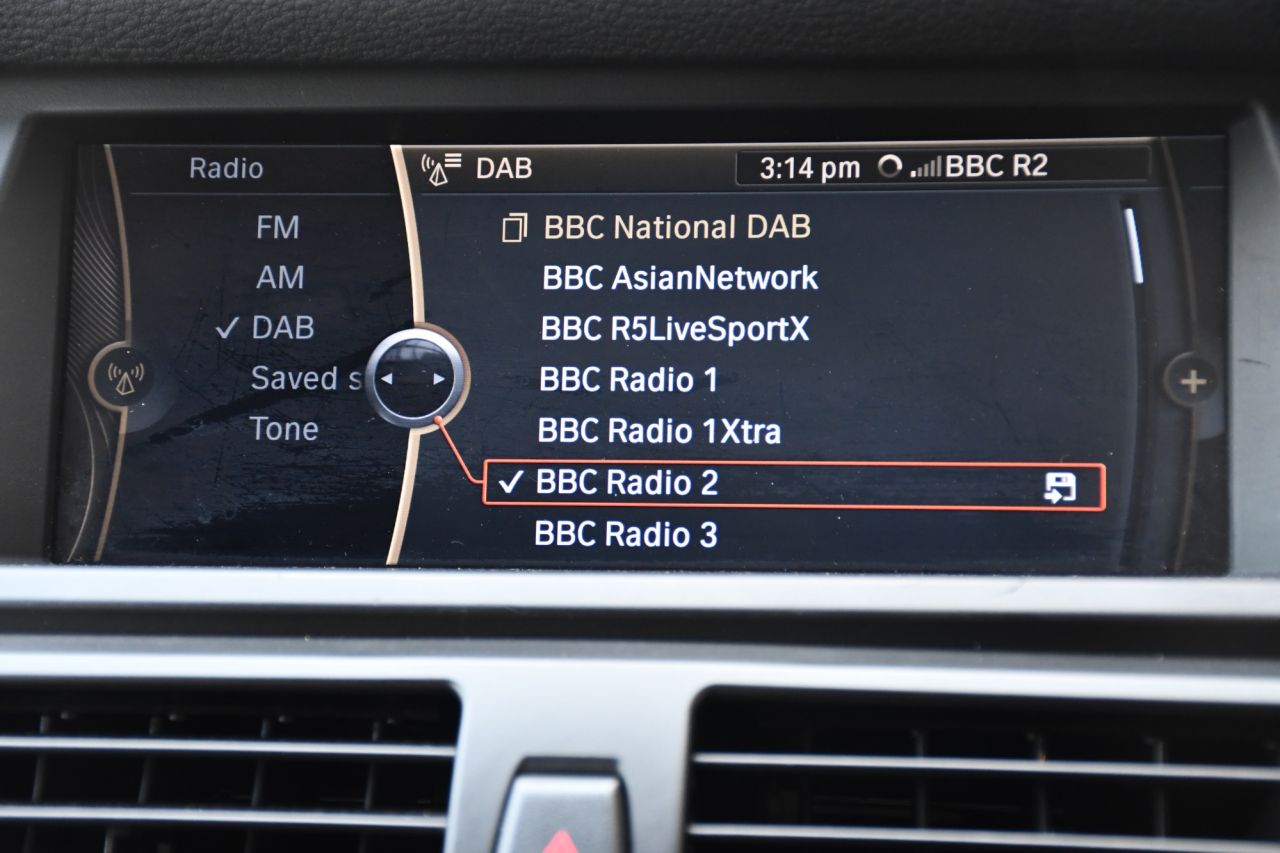 Radio
FM
AM
DAB
Saved s
Tone
DAB
3:14 pm BBC R2
BBC National DAB
BBC AsianNetwork
BBC R5LiveSportX
BBC Radio 1
BBC Radio 1Xtra
BBC Radio 2
BBC Radio 3